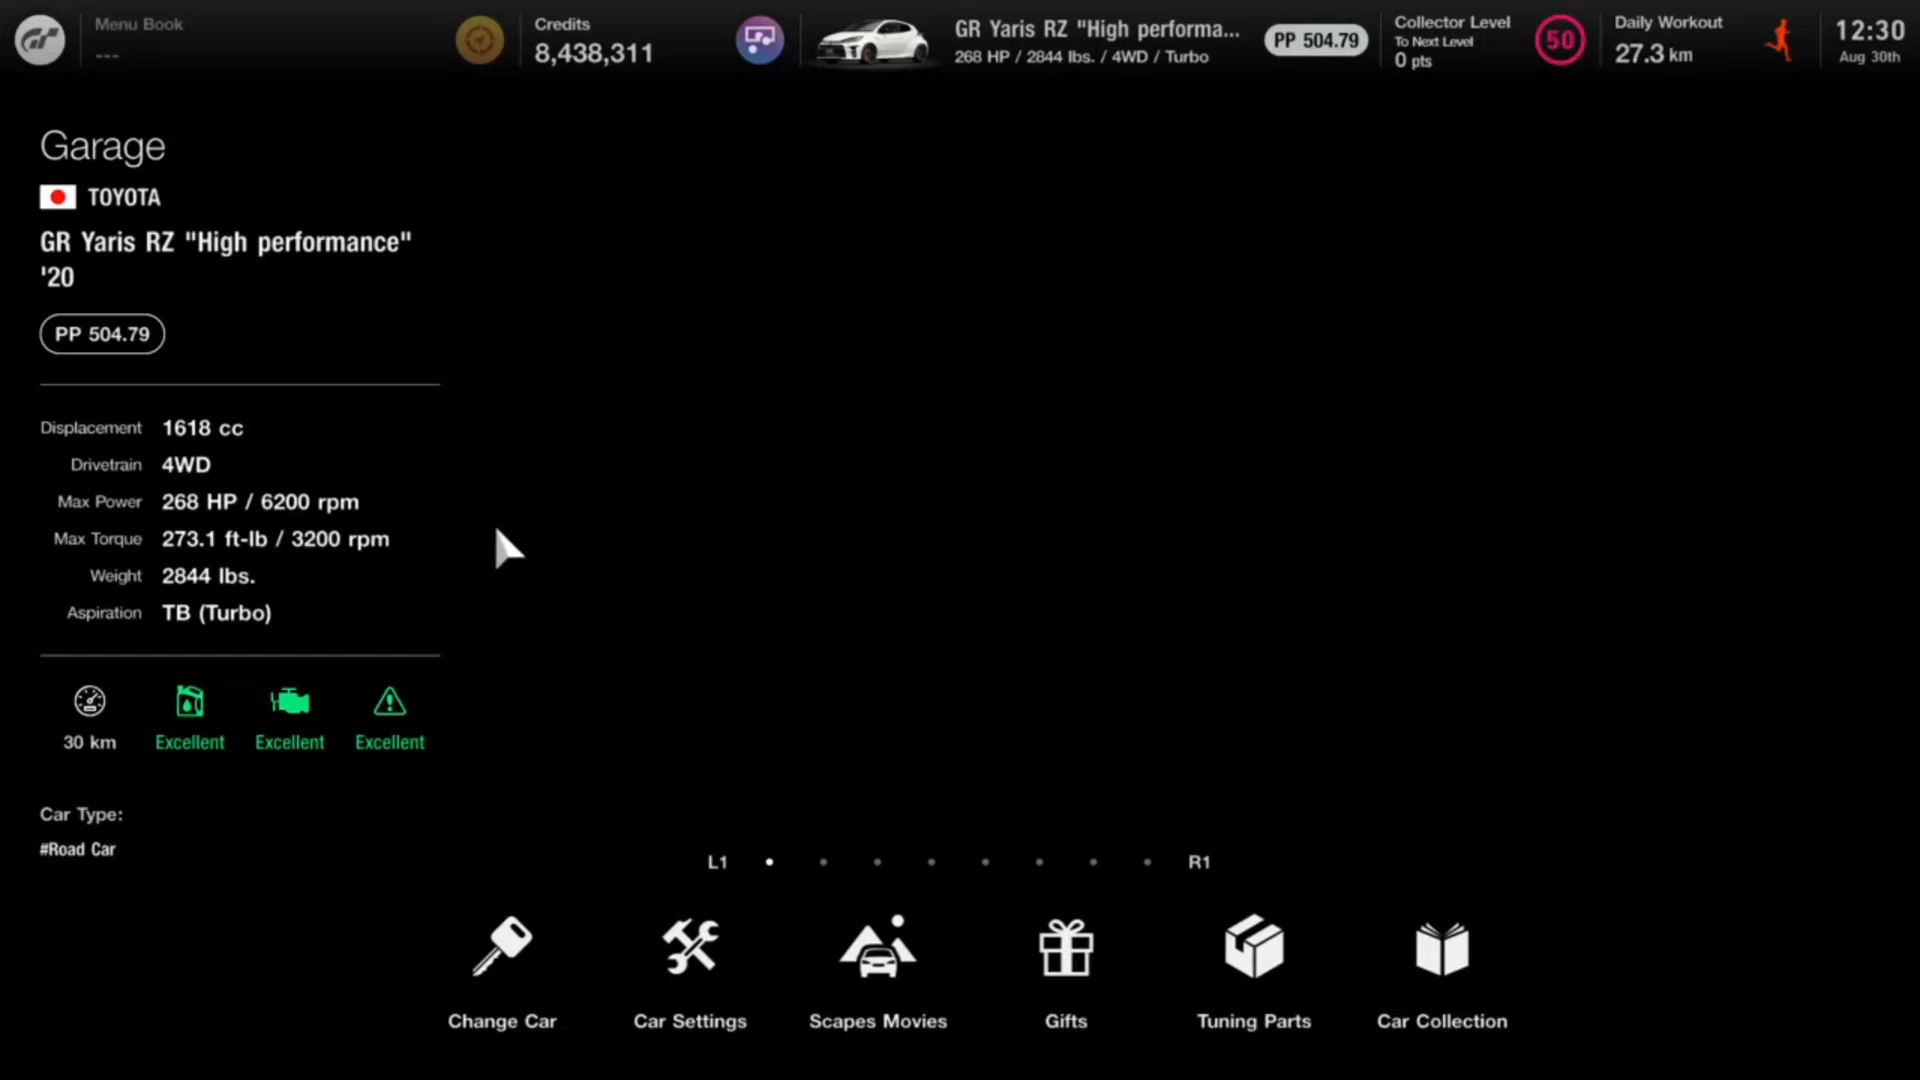 Menu Book
---
Credits
8,438,311
GR Yaris RZ "High performa...
268 HP / 2844 lbs. / 4WD / Turbo
PP 504.79
Collector Level
To Next Level
0 pts
50
Daily Workout
27.3 km
12:30
Aug 30th
Garage
TOYOTA
GR Yaris RZ "High performance"
'20
PP 504.79
Displacement 1618 cc
Drivetrain 4WD
Max Power 268 HP / 6200 rpm
Max Torque 273.1 ft-lb / 3200 rpm
Weight 2844 lbs.
Aspiration TB (Turbo)
30 km Excellent Excellent Excellent
Car Type:
#Road Car
L1 R1
Change Car Car Settings Scapes Movies Gifts Tuning Parts Car Collection